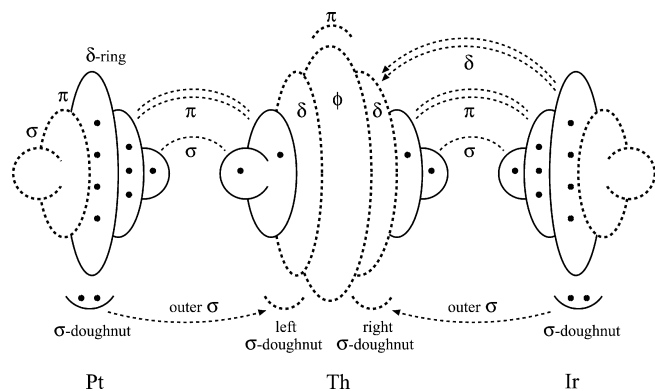 π
δ-ring
δ
π
σ
π
σ
δ
ϕ
δ
π
σ
outer σ
outer σ
σ-doughnut
left
σ-doughnut
right
σ-doughnut
σ-doughnut
Pt
Th
Ir